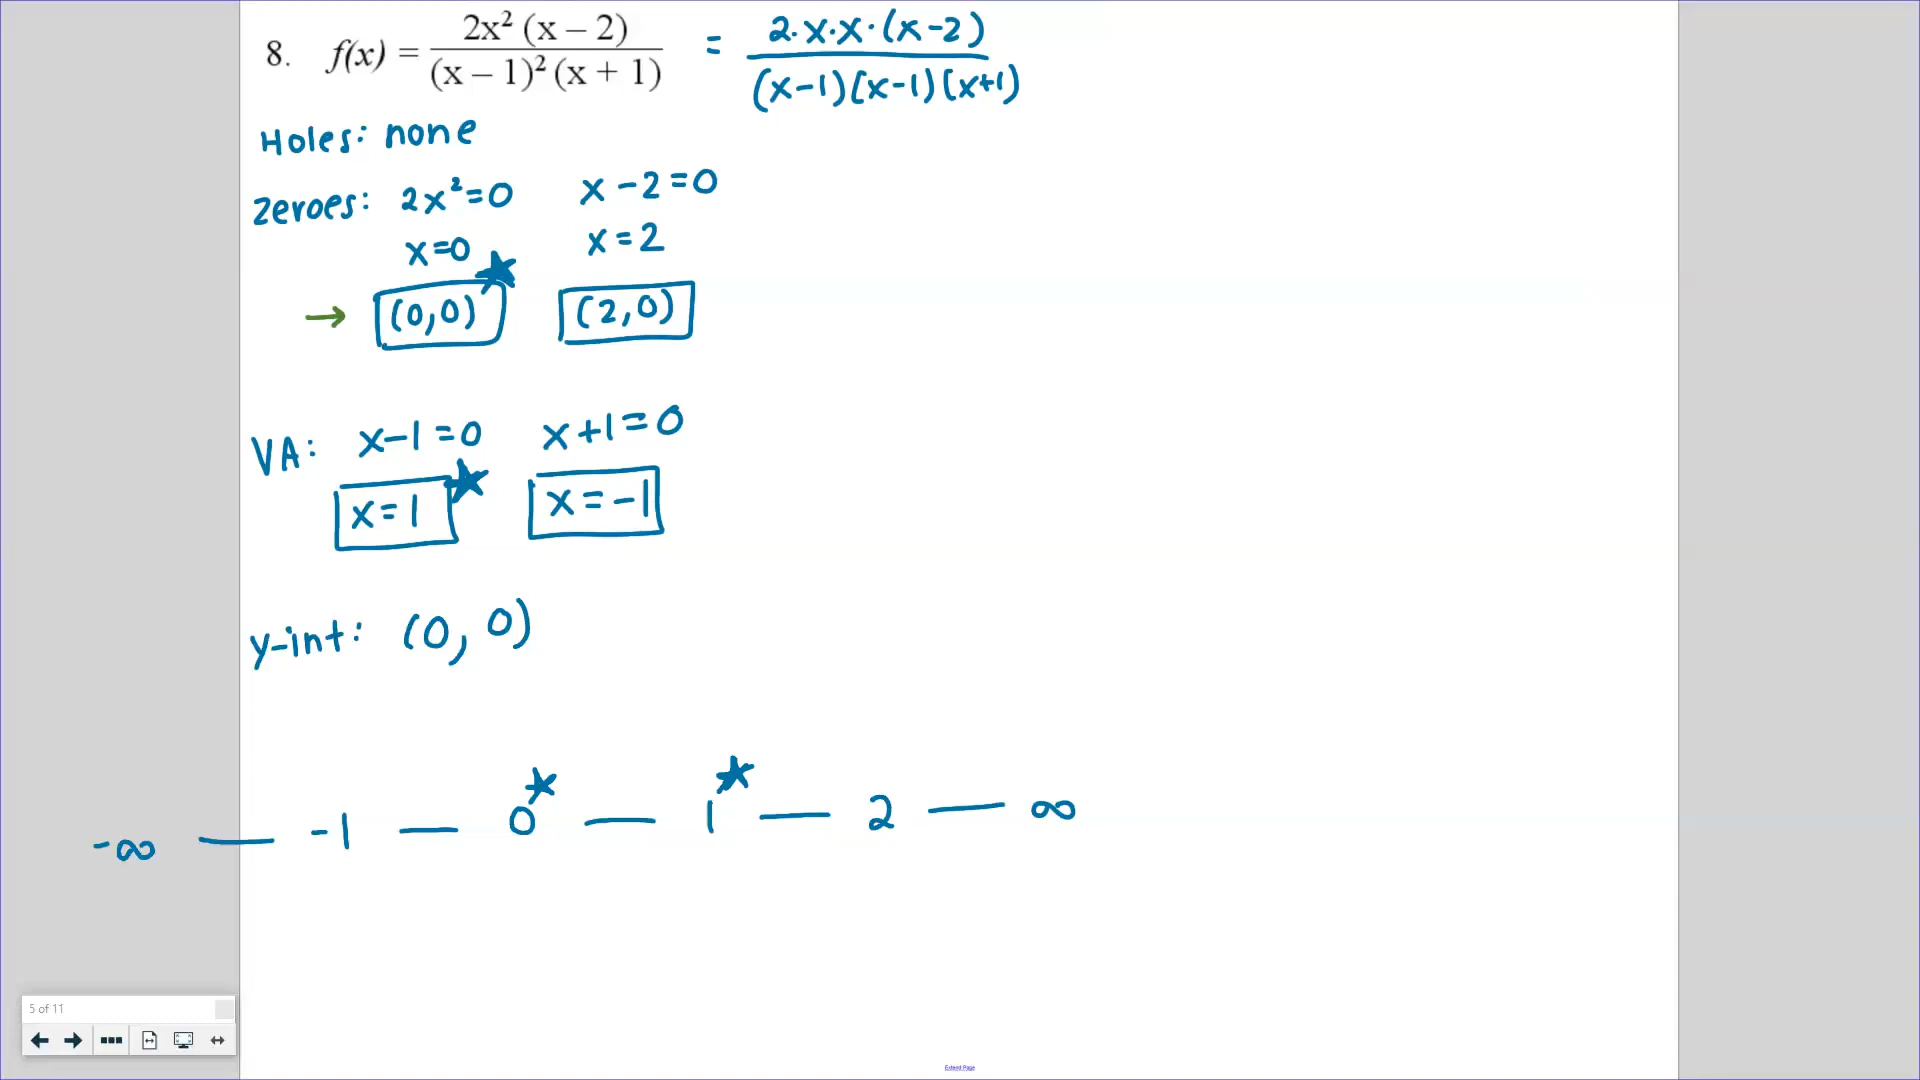 8. f(x) = 2x² (x – 2) / (x – 1)² (x + 1) = 2·x·x·(x-2) / (x-1)(x-1)(x+1)
Holes: none
Zeroes: 2x²=0 x-2=0
x=0 x=2
→ (0,0) ★ (2,0)
VA: x-1=0 x+1=0
x=1 ★ x=-1
y-int: (0, 0)
★ ★
-∞ — -1 — 0 — 1 — 2 — ∞
5 of 11
Extend Page